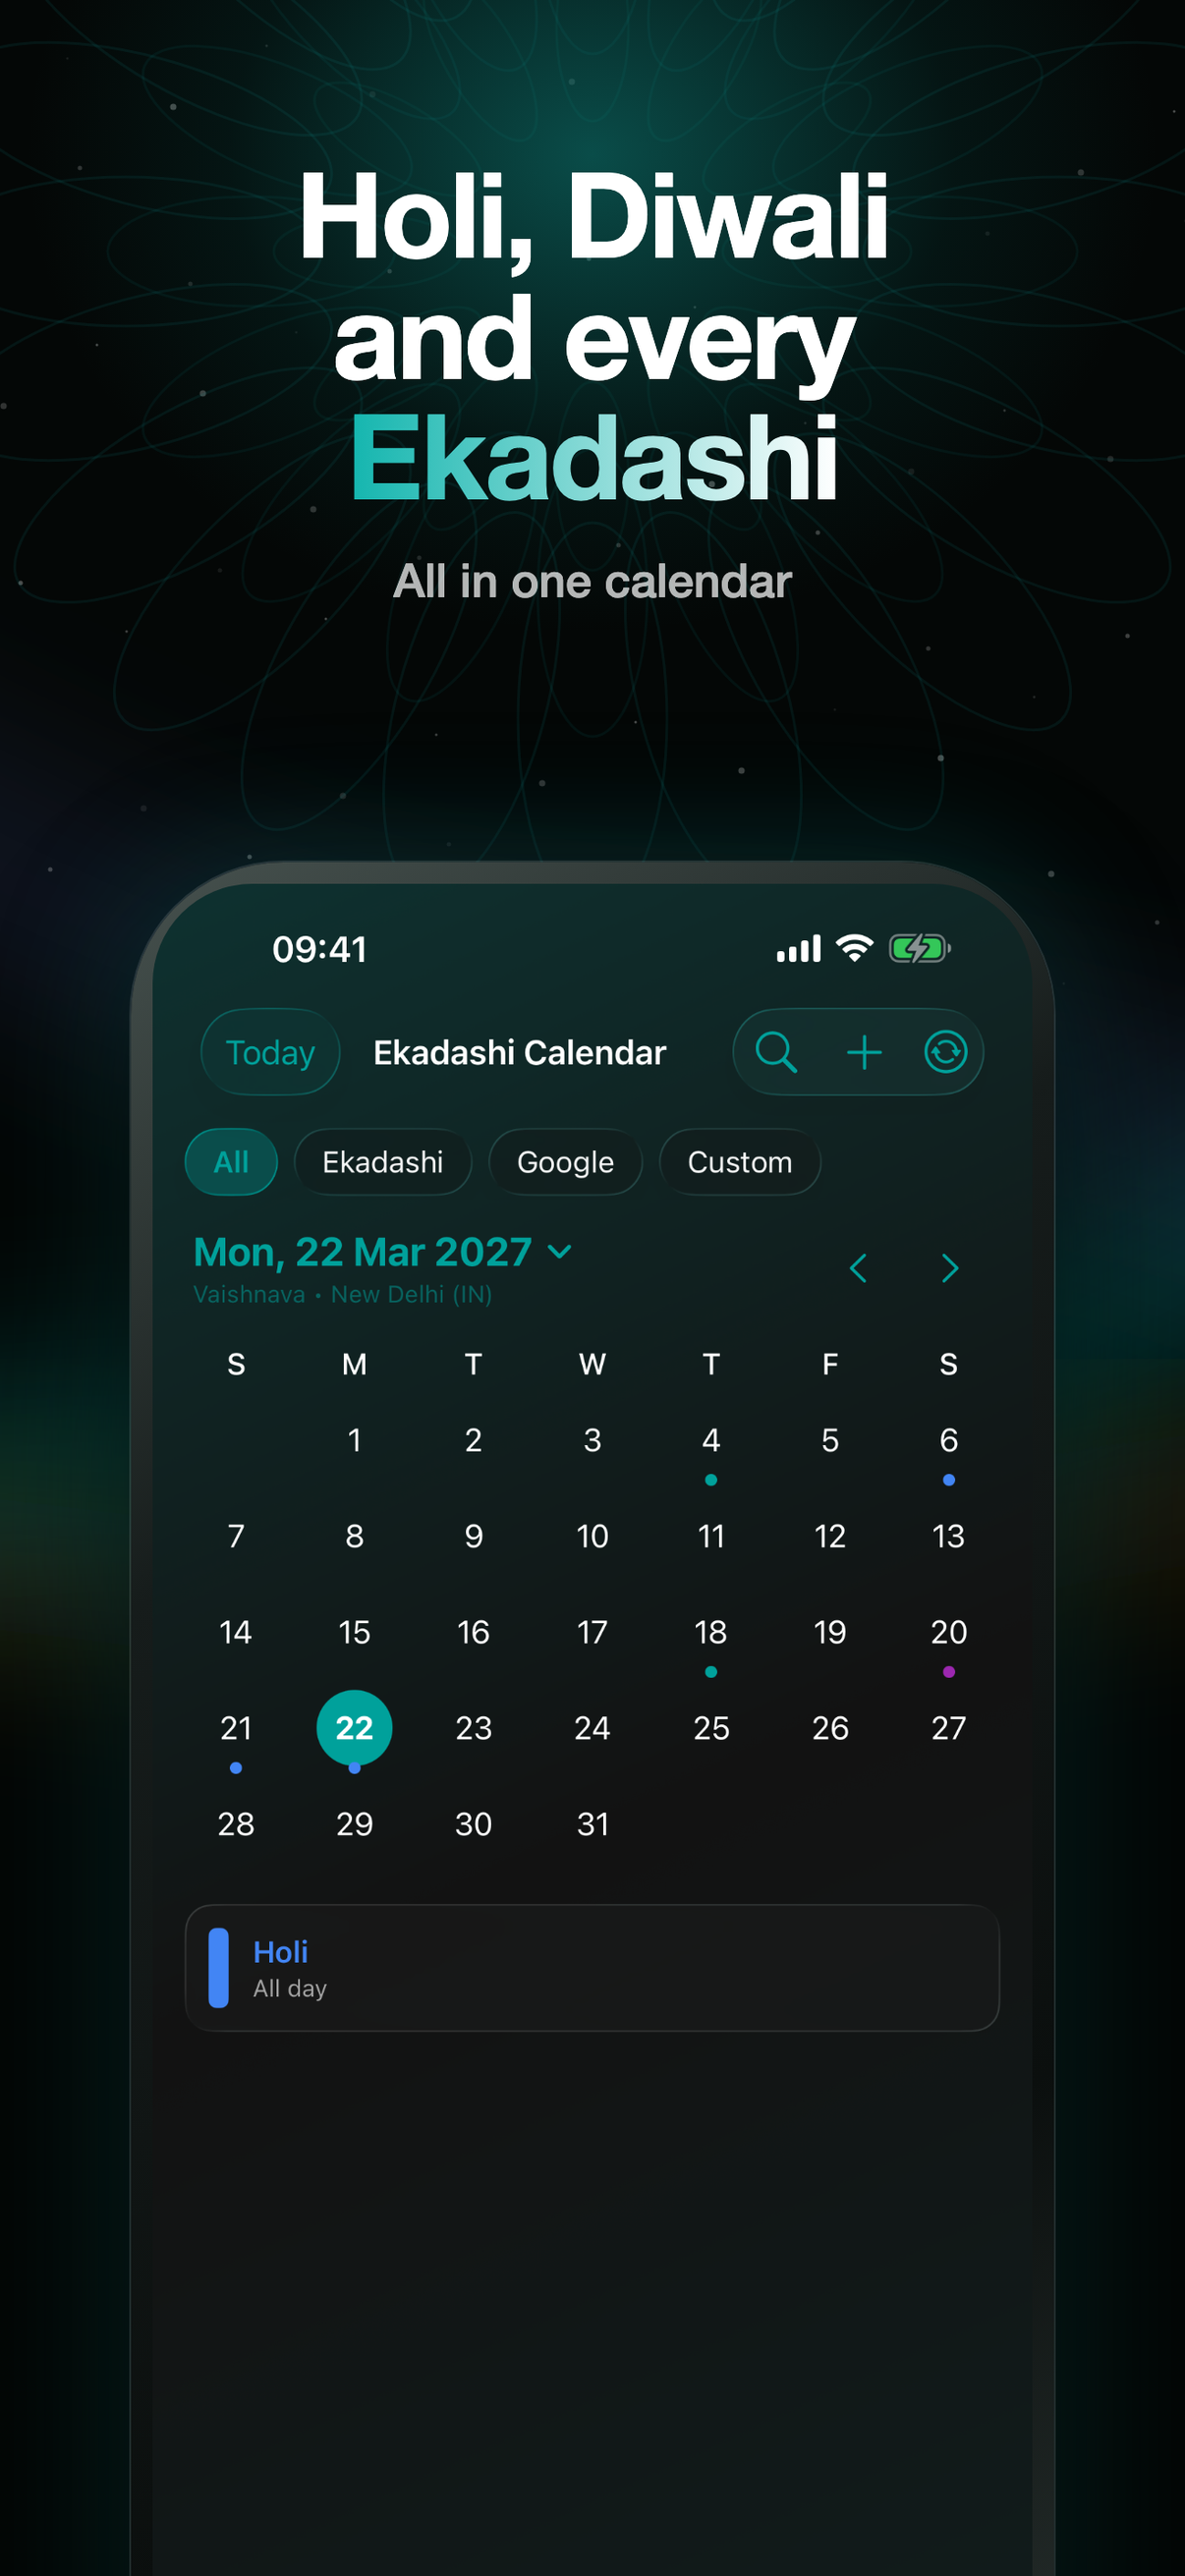 Holi, Diwali
and every
Ekadashi
All in one calendar
09:41
Today Ekadashi Calendar
All Ekadashi Google Custom
Mon, 22 Mar 2027
Vaishnava • New Delhi (IN)
S M T W T F S
1 2 3 4 5 6
7 8 9 10 11 12 13
14 15 16 17 18 19 20
21 22 23 24 25 26 27
28 29 30 31
Holi
All day